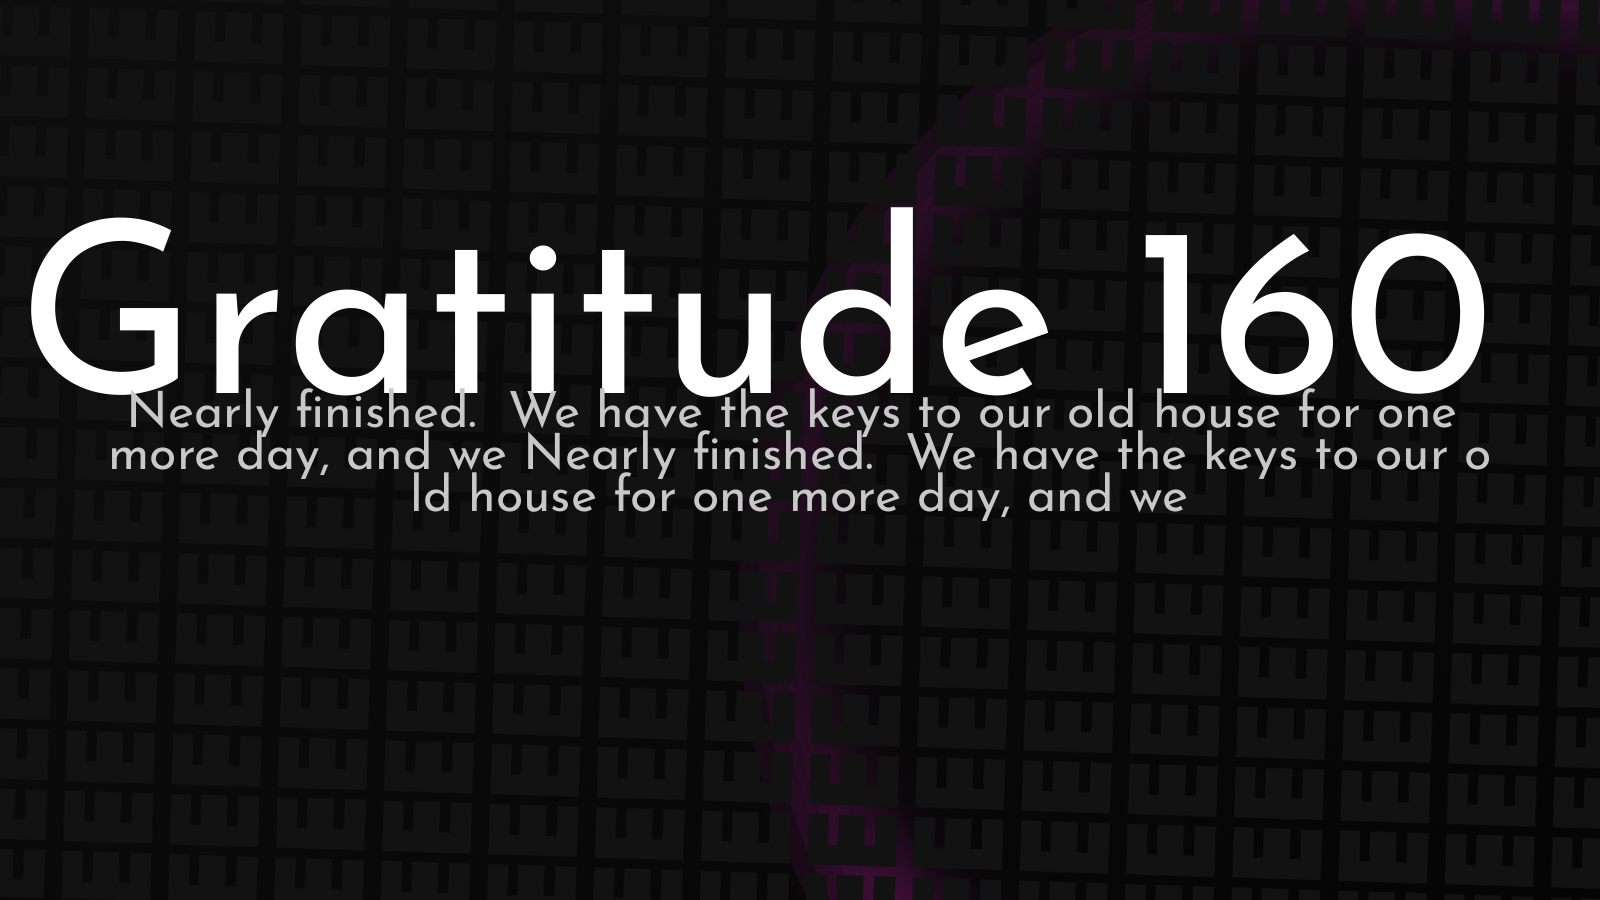 Gratitude 160
Nearly finished.  We have the keys to our old house for one
more day, and we Nearly finished.  We have the keys to our o
ld house for one more day, and we